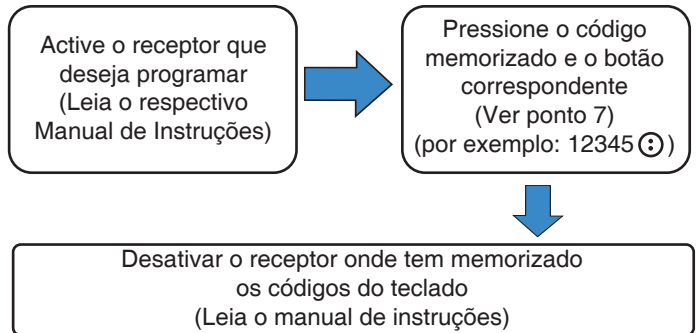 Active o receptor que
deseja programar
(Leia o respectivo
Manual de Instruções)
Pressione o código
memorizado e o botão
correspondente
(Ver ponto 7)
(por exemplo: 12345 )
Desativar o receptor onde tem memorizado
os códigos do teclado
(Leia o manual de instruções)